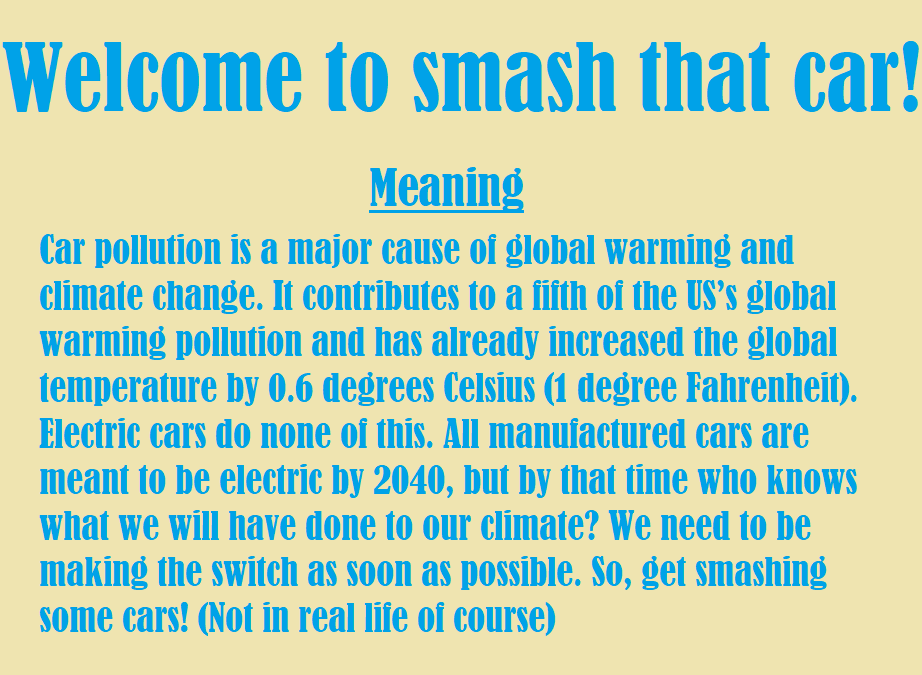 Welcome to smash that car!
Meaning
Car pollution is a major cause of global warming and
climate change. It contributes to a fifth of the US’s global
warming pollution and has already increased the global
temperature by 0.6 degrees Celsius (1 degree Fahrenheit).
Electric cars do none of this. All manufactured cars are
meant to be electric by 2040, but by that time who knows
what we will have done to our climate? We need to be
making the switch as soon as possible. So, get smashing
some cars! (Not in real life of course)